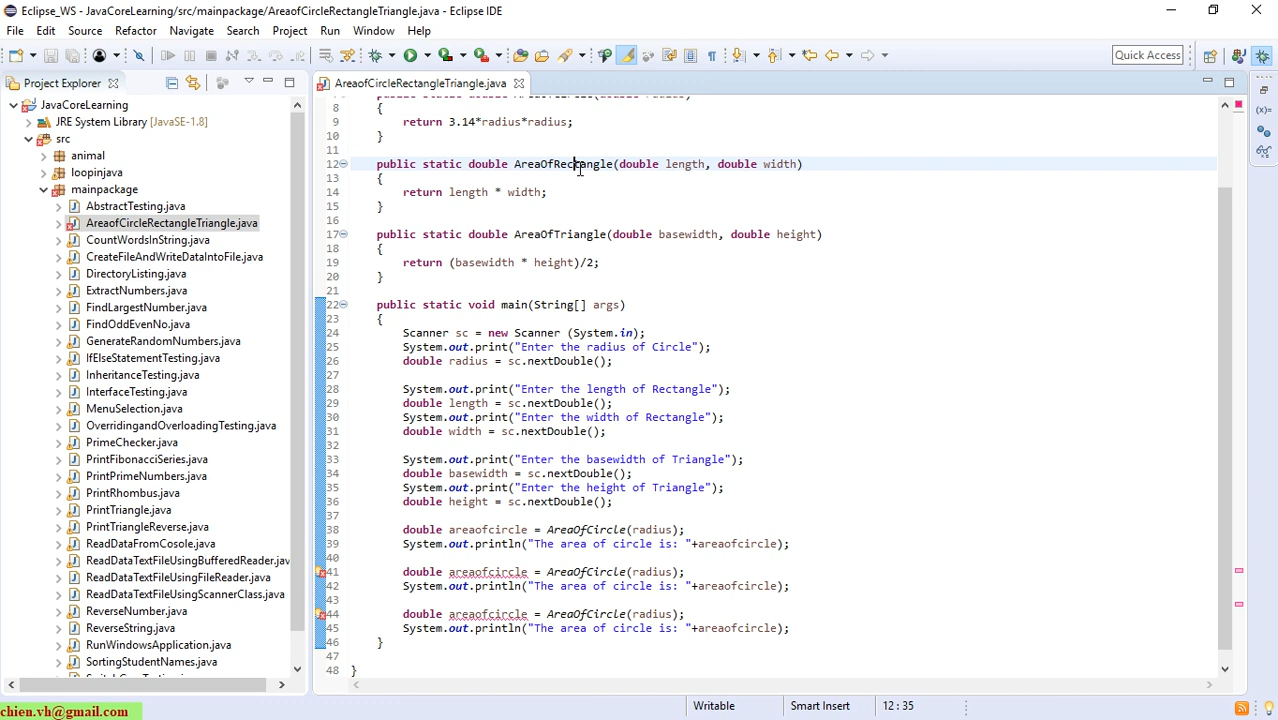 Eclipse_WS - JavaCoreLearning/src/mainpackage/AreaofCircleRectangleTriangle.java - Eclipse IDE
File Edit Source Refactor Navigate Search Project Run Window Help
Quick Access
Project Explorer
AreaofCircleRectangleTriangle.java
JavaCoreLearning
JRE System Library [JavaSE-1.8]
src
animal
loopinjava
mainpackage
AbstractTesting.java
AreaofCircleRectangleTriangle.java
CountWordsInString.java
CreateFileAndWriteDataIntoFile.java
DirectoryListing.java
ExtractNumbers.java
FindLargestNumber.java
FindOddEvenNo.java
GenerateRandomNumbers.java
IfElseStatementTesting.java
InheritanceTesting.java
InterfaceTesting.java
MenuSelection.java
OverridingandOverloadingTesting.java
PrimeChecker.java
PrintFibonacciSeries.java
PrintPrimeNumbers.java
PrintRhombus.java
PrintTriangle.java
PrintTriangleReverse.java
ReadDataFromCosole.java
ReadDataTextFileUsingBufferedReader.jav
ReadDataTextFileUsingFileReader.java
ReadDataTextFileUsingScannerClass.java
ReverseNumber.java
ReverseString.java
RunWindowsApplication.java
SortingStudentNames.java
8 {
9 return 3.14*radius*radius;
10 }
11
12 public static double AreaOfRectangle(double length, double width)
13 {
14 return length * width;
15 }
16
17 public static double AreaOfTriangle(double basewidth, double height)
18 {
19 return (basewidth * height)/2;
20 }
21
22 public static void main(String[] args)
23 {
24 Scanner sc = new Scanner (System.in);
25 System.out.print("Enter the radius of Circle");
26 double radius = sc.nextDouble();
27
28 System.out.print("Enter the length of Rectangle");
29 double length = sc.nextDouble();
30 System.out.print("Enter the width of Rectangle");
31 double width = sc.nextDouble();
32
33 System.out.print("Enter the basewidth of Triangle");
34 double basewidth = sc.nextDouble();
35 System.out.print("Enter the height of Triangle");
36 double height = sc.nextDouble();
37
38 double areaofcircle = AreaOfCircle(radius);
39 System.out.println("The area of circle is: "+areaofcircle);
40
41 double areaofcircle = AreaOfCircle(radius);
42 System.out.println("The area of circle is: "+areaofcircle);
43
44 double areaofcircle = AreaOfCircle(radius);
45 System.out.println("The area of circle is: "+areaofcircle);
46 }
47
48 }
Writable Smart Insert 12 : 35
chien.vh@gmail.com